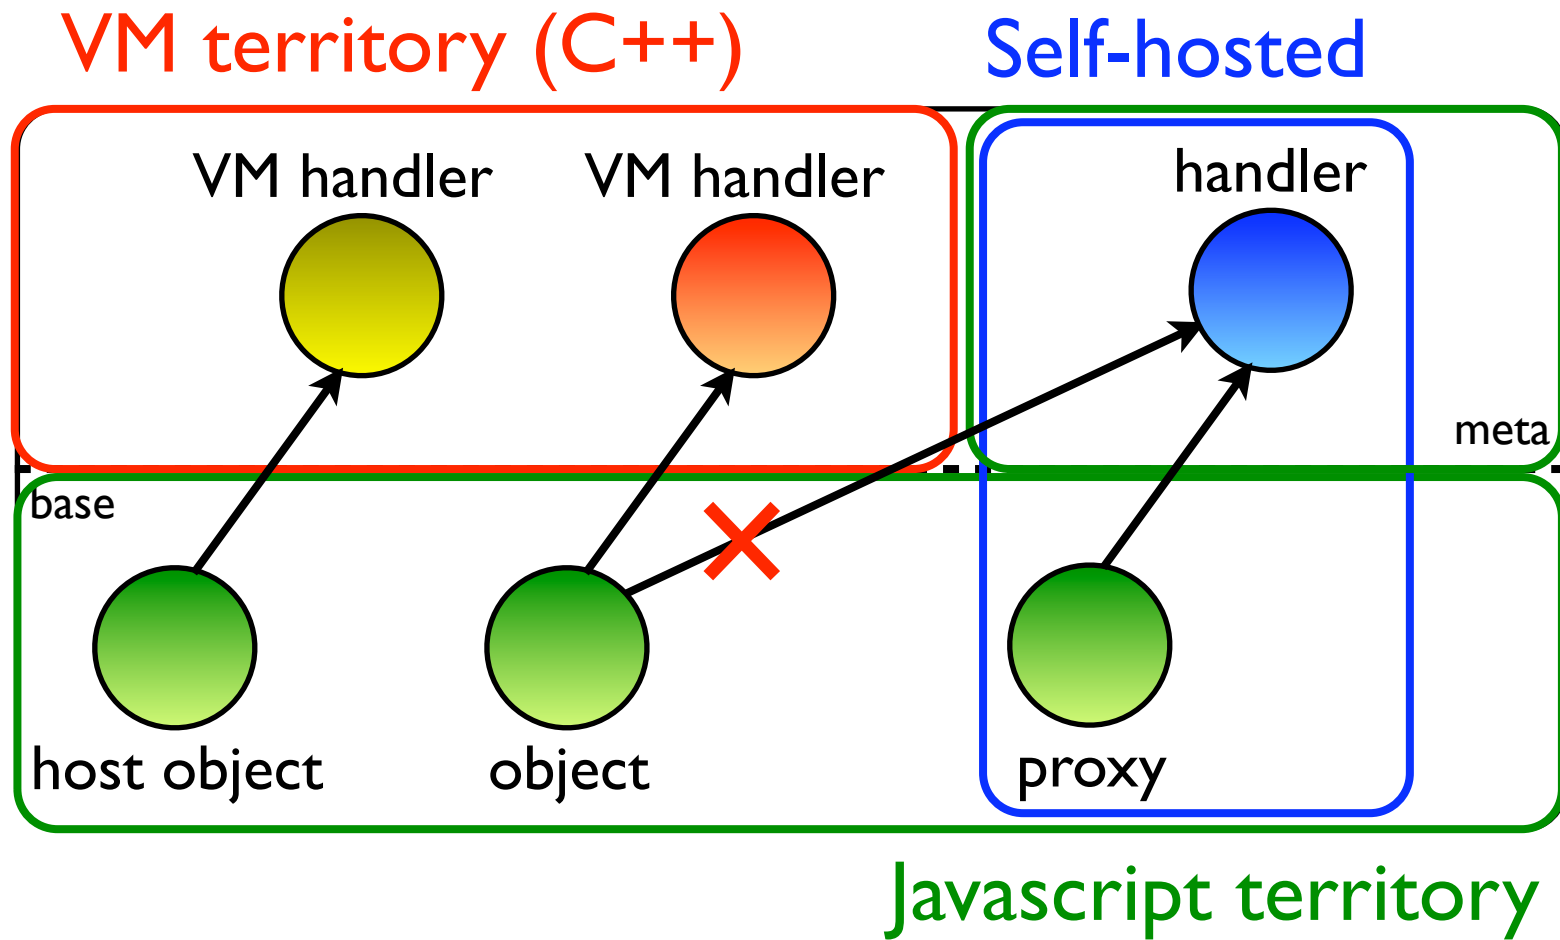 VM territory (C++)
Self-hosted
VM handler
VM handler
handler
meta
base
host object
object
proxy
Javascript territory